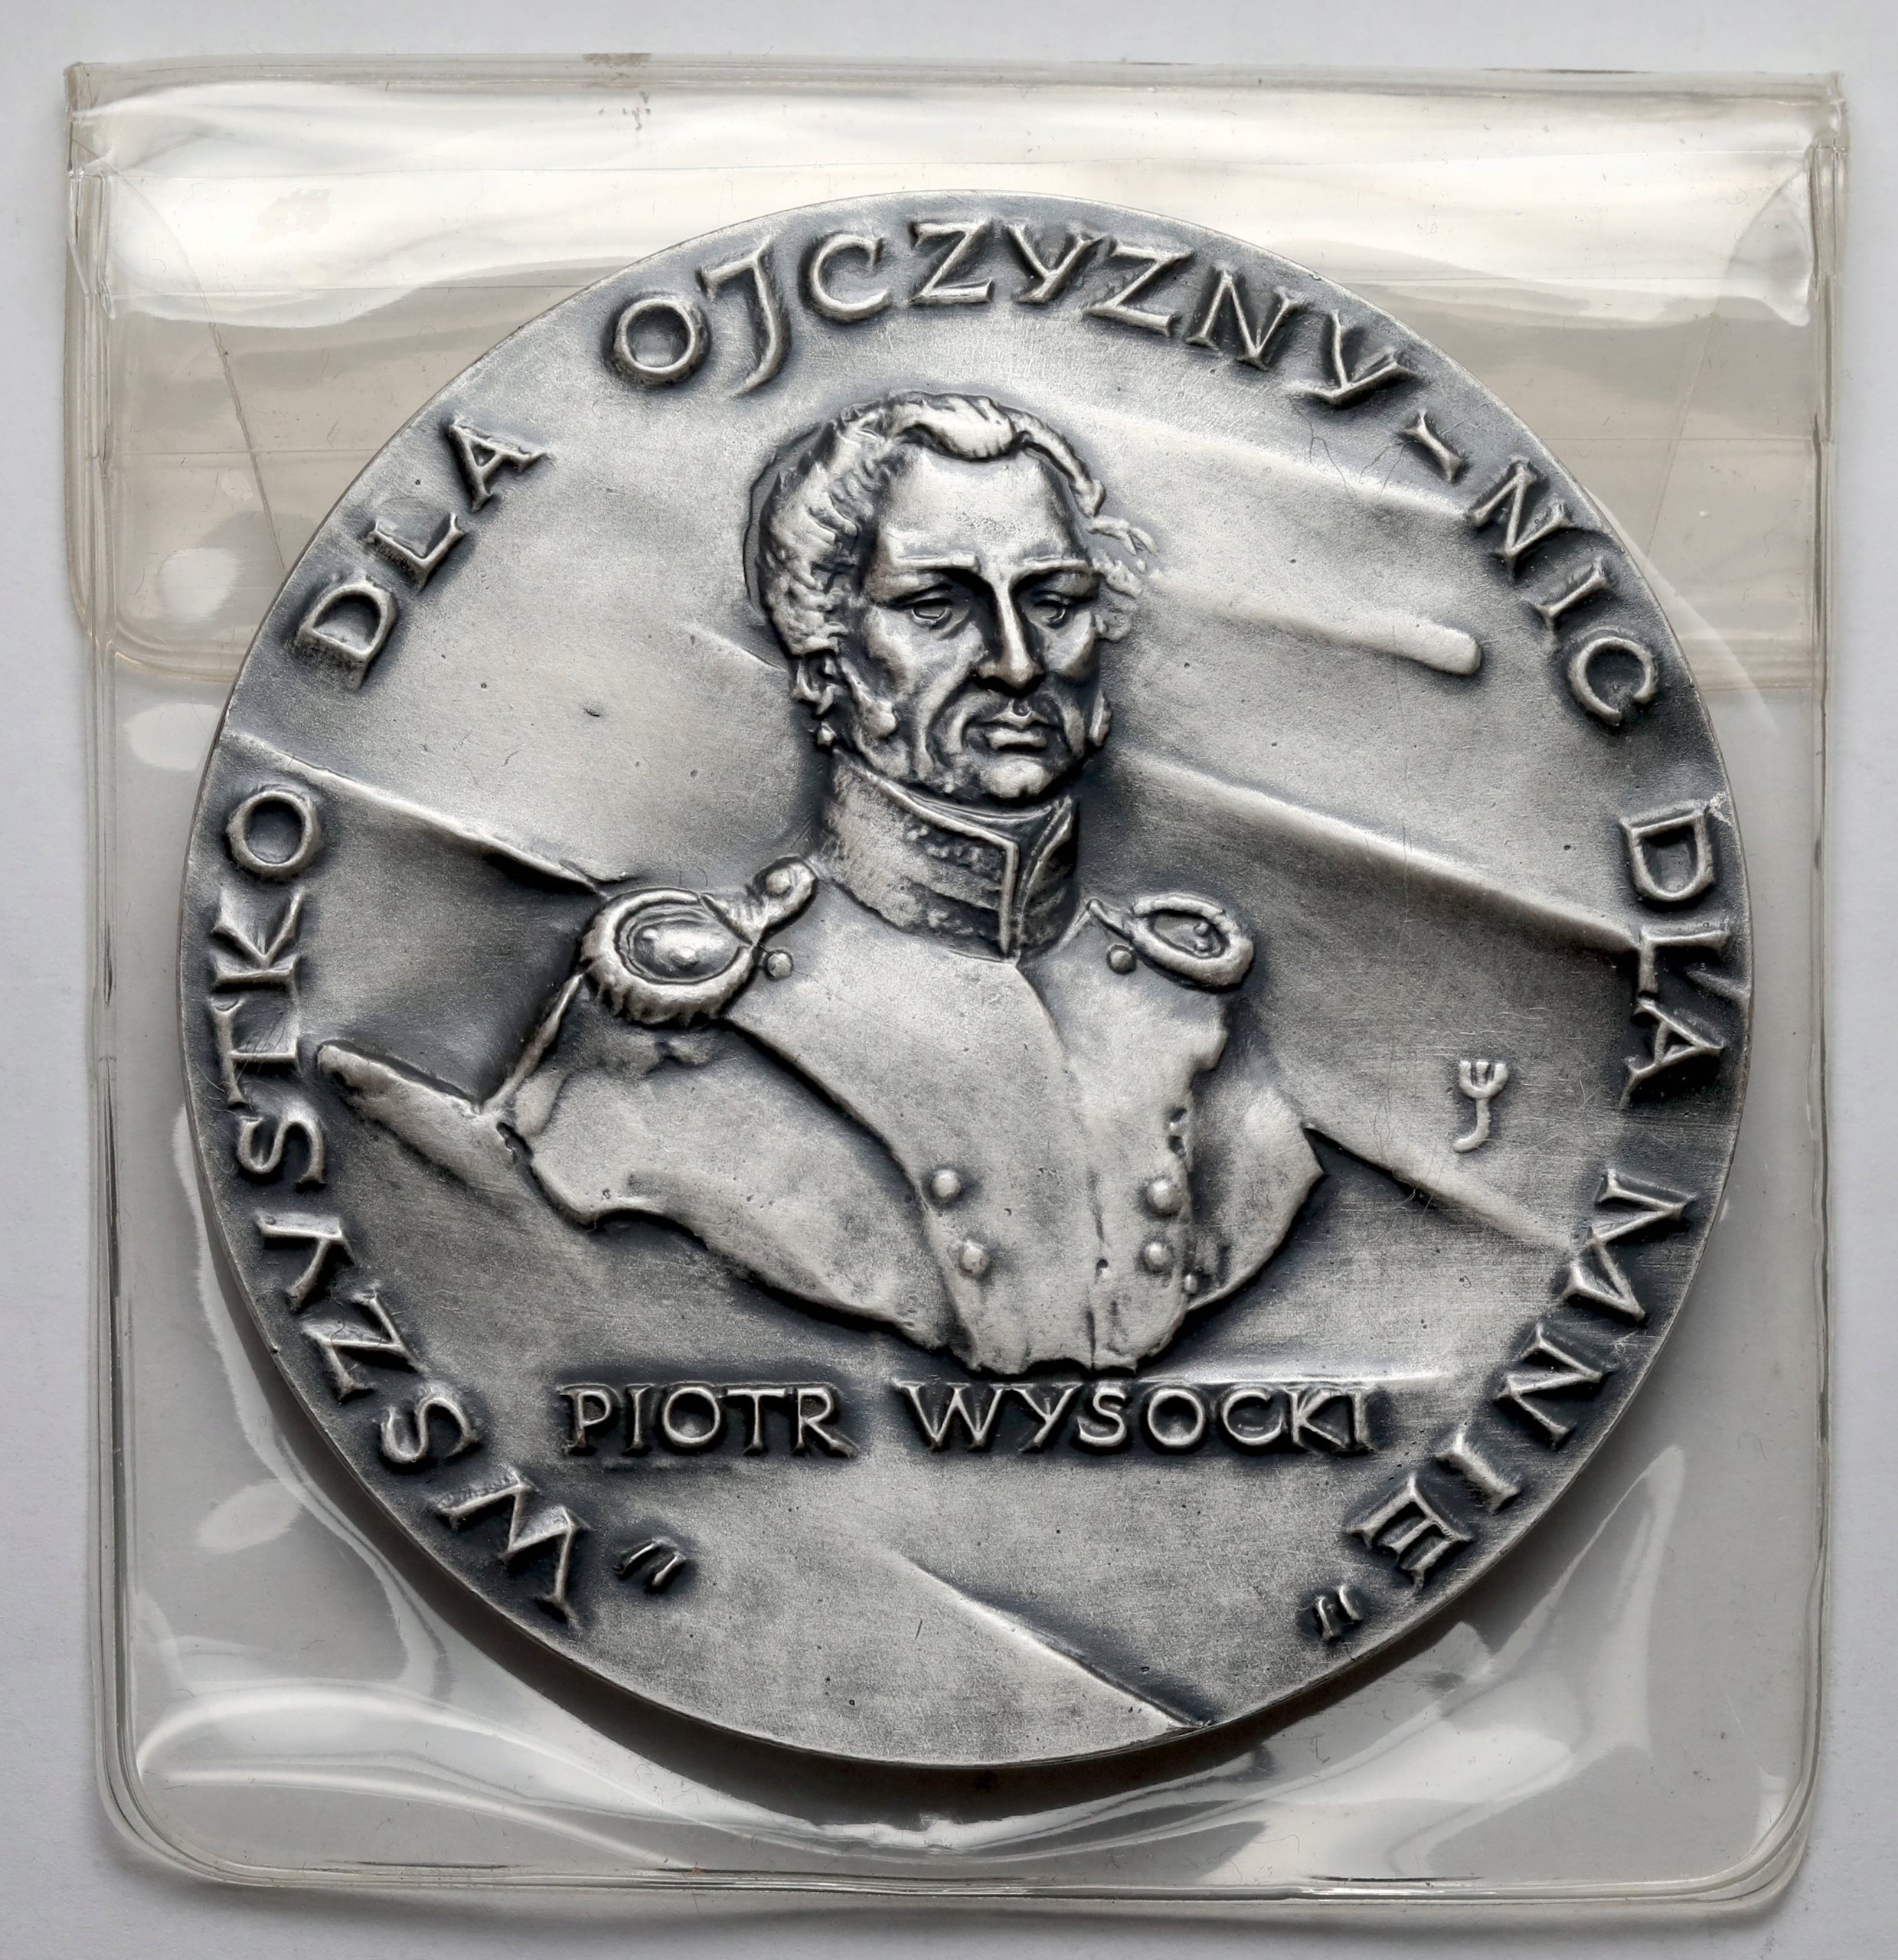 "WSZYSTKO DLA OJCZYZNY - NIC DLA MNIE"
PIOTR WYSOCKI